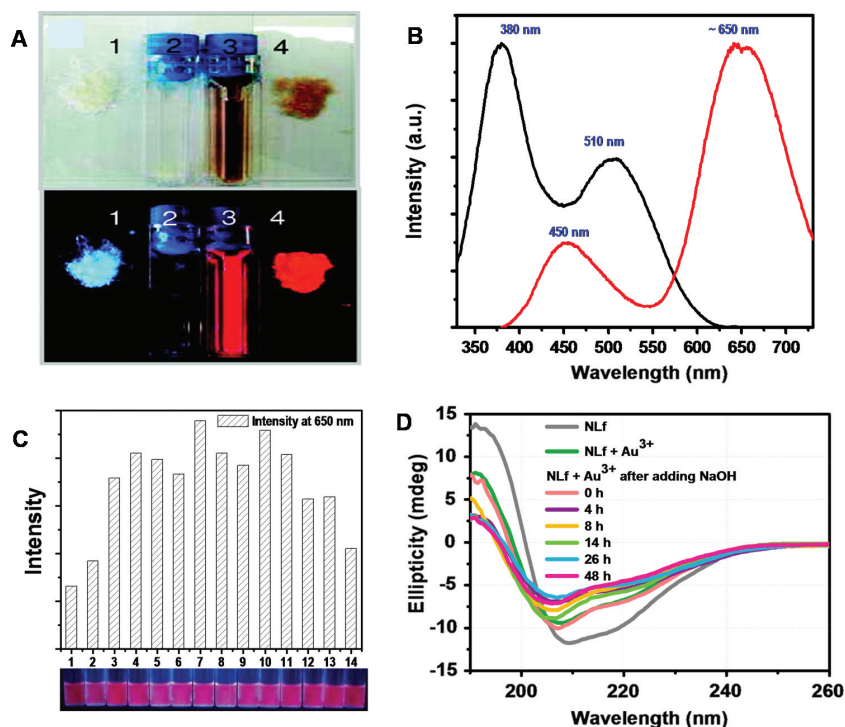 A
1 2 3 4
1 2 3 4
B
380 nm
~ 650 nm
510 nm
450 nm
Intensity (a.u.)
350 400 450 500 550 600 650 700
Wavelength (nm)
C
Intensity at 650 nm
Intensity
1 2 3 4 5 6 7 8 9 10 11 12 13 14
D
NLf
NLf + Au³⁺
NLf + Au³⁺ after adding NaOH
0 h
4 h
8 h
14 h
26 h
48 h
Ellipticity (mdeg)
15
10
5
0
-5
-10
-15
200 220 240 260
Wavelength (nm)